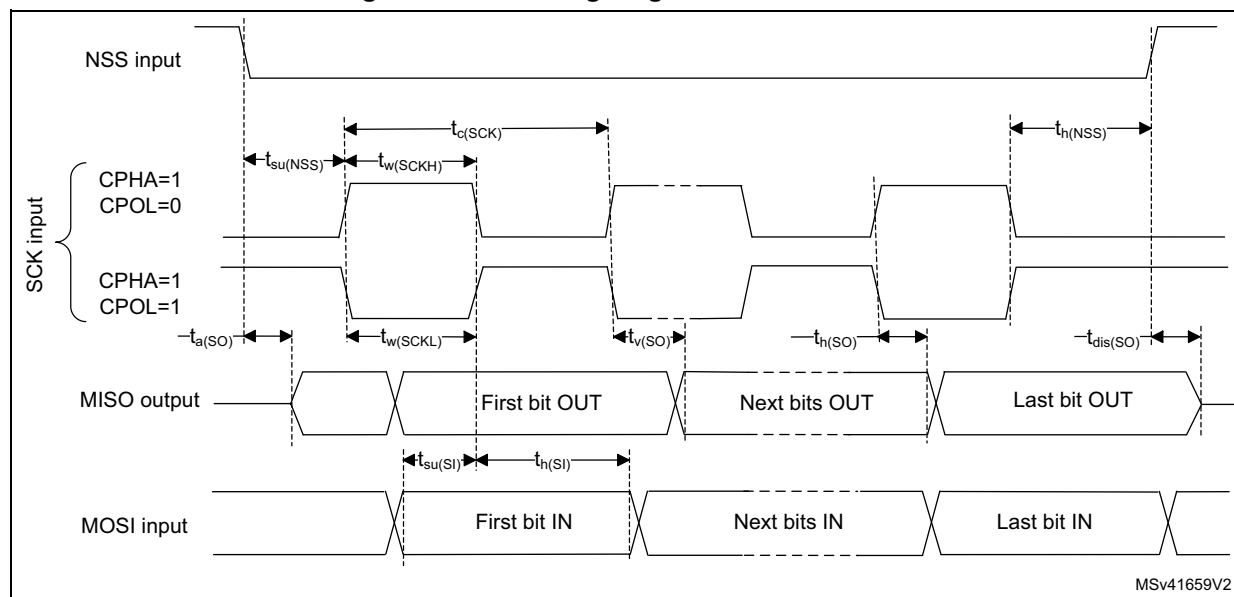 NSS input
tc(SCK)
th(NSS)
tsu(NSS)
tw(SCKH)
CPHA=1
CPOL=0
SCK input
CPHA=1
CPOL=1
ta(SO)
tw(SCKL)
tv(SO)
th(SO)
tdis(SO)
MISO output
First bit OUT
Next bits OUT
Last bit OUT
tsu(SI)
th(SI)
MOSI input
First bit IN
Next bits IN
Last bit IN
MSv41659V2